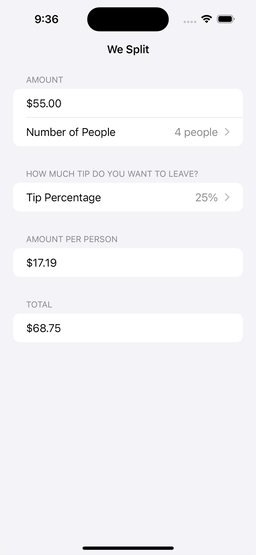 9:36
We Split
AMOUNT
$55.00
Number of People 4 people
HOW MUCH TIP DO YOU WANT TO LEAVE?
Tip Percentage 25%
AMOUNT PER PERSON
$17.19
TOTAL
$68.75